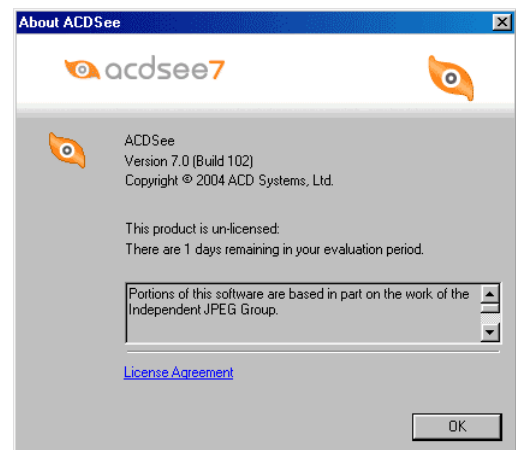 About ACDSee
acdsee7
ACDSee
Version 7.0 (Build 102)
Copyright © 2004 ACD Systems, Ltd.
This product is un-licensed:
There are 1 days remaining in your evaluation period.
Portions of this software are based in part on the work of the
Independent JPEG Group.
License Agreement
OK